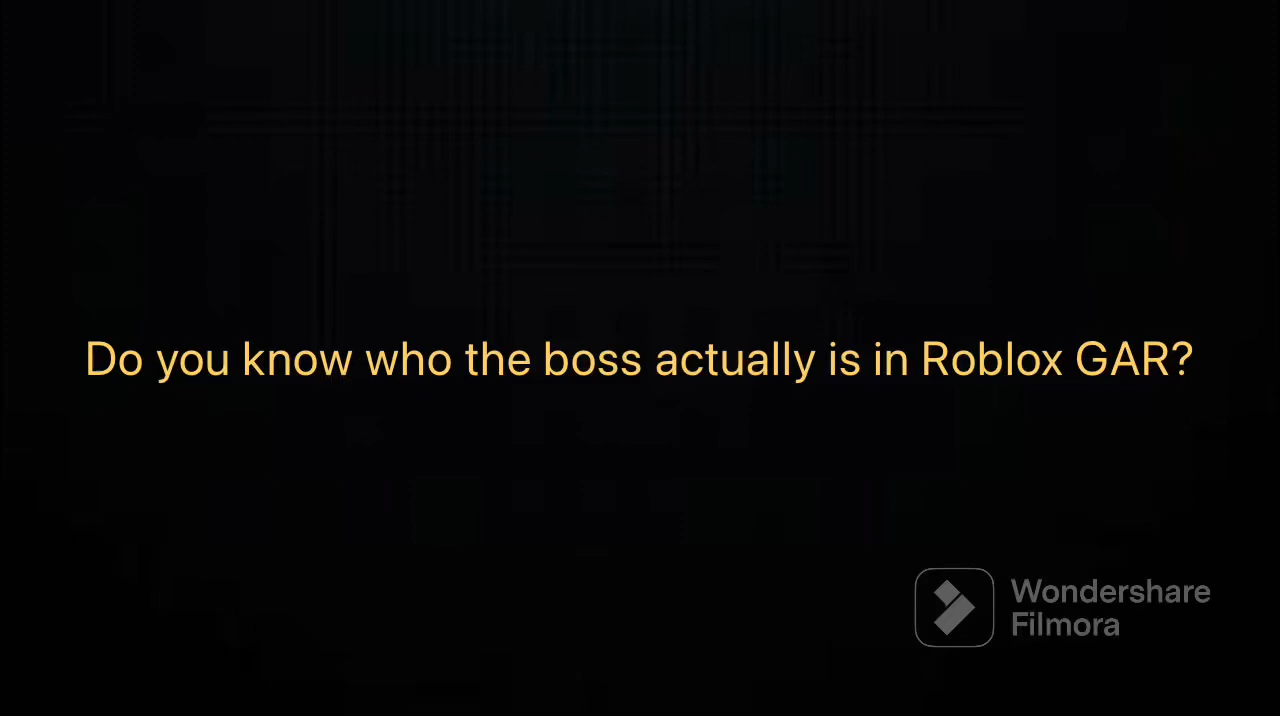 Do you know who the boss actually is in Roblox GAR?
Wondershare
Filmora